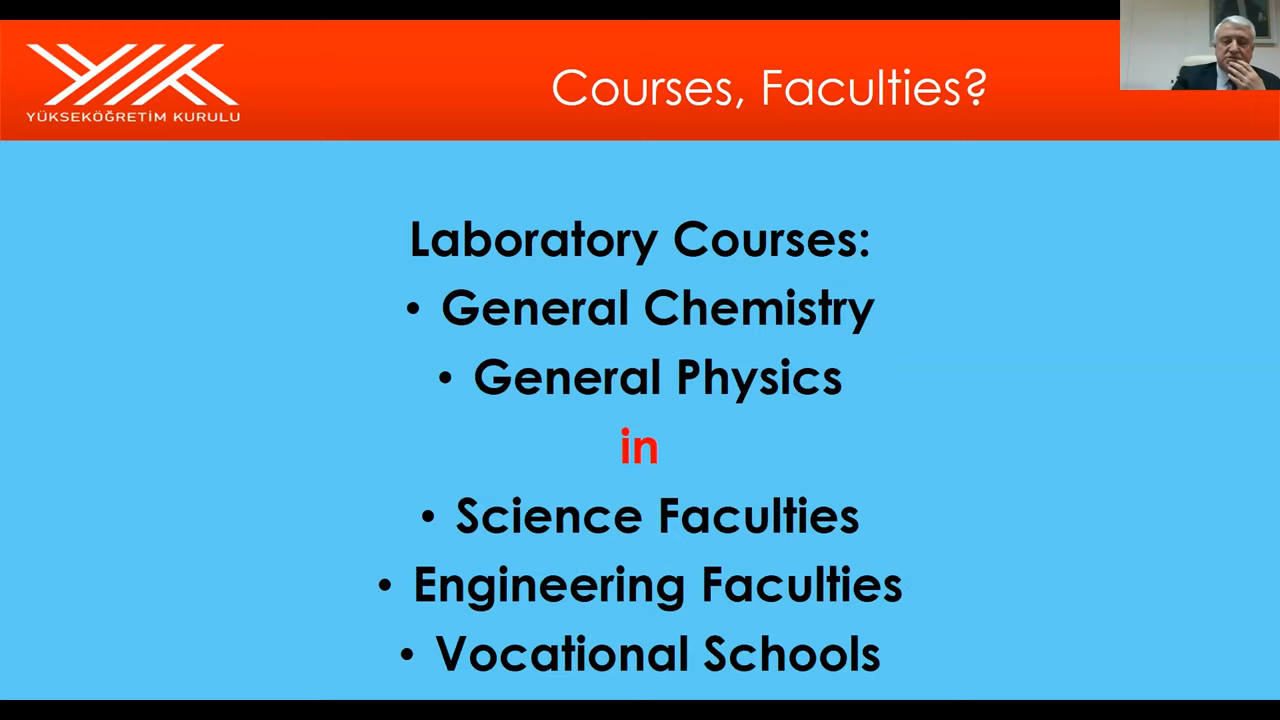 YÜKSEKÖĞRETİM KURULU
Courses, Faculties?
Laboratory Courses:
• General Chemistry
• General Physics
in
• Science Faculties
• Engineering Faculties
• Vocational Schools